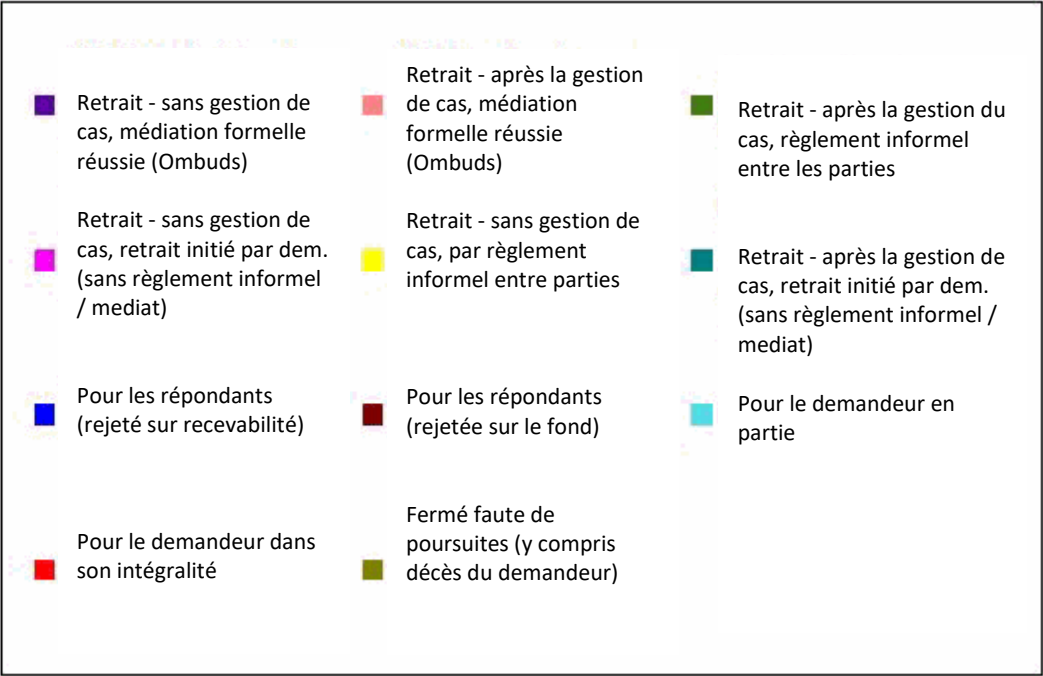 Retrait - sans gestion de
cas, médiation formelle
réussie (Ombuds)
Retrait - après la gestion
de cas, médiation
formelle réussie
(Ombuds)
Retrait - après la gestion du
cas, règlement informel
entre les parties
Retrait - sans gestion de
cas, retrait initié par dem.
(sans règlement informel
/ mediat)
Retrait - sans gestion de
cas, par règlement
informel entre parties
Retrait - après la gestion de
cas, retrait initié par dem.
(sans règlement informel /
mediat)
Pour les répondants
(rejeté sur recevabilité)
Pour les répondants
(rejetée sur le fond)
Pour le demandeur en
partie
Pour le demandeur dans
son intégralité
Fermé faute de
poursuites (y compris
décès du demandeur)